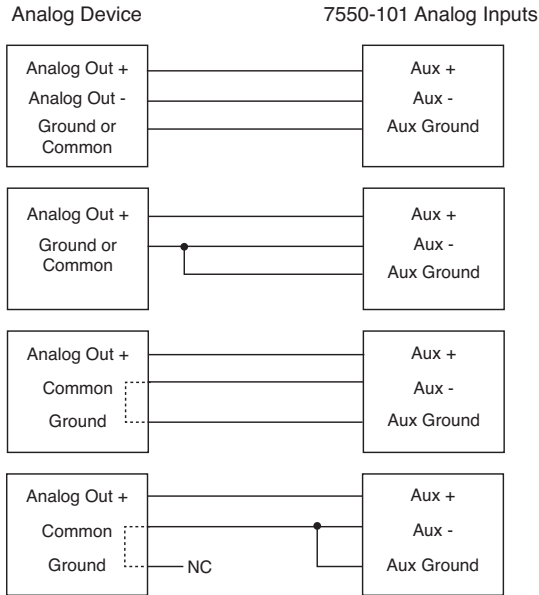 Analog Device
7550-101 Analog Inputs
Analog Out +
Aux +
Analog Out -
Aux -
Ground or
Common
Aux Ground
Analog Out +
Aux +
Ground or
Common
Aux -
Aux Ground
Analog Out +
Aux +
Common
Aux -
Ground
Aux Ground
Analog Out +
Aux +
Common
Aux -
Ground
NC
Aux Ground